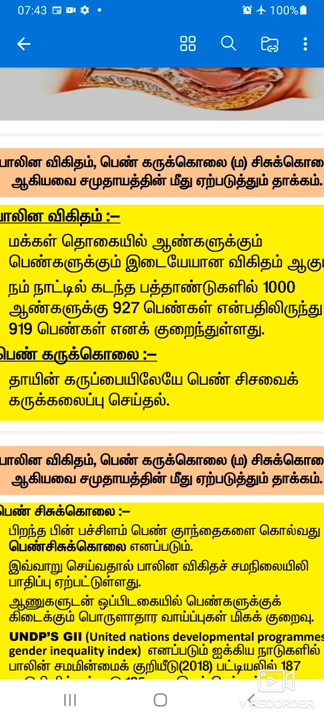 07:43
100%
பாலின விகிதம், பெண் கருக்கொலை (ம) சிசுக்கொலை
ஆகியவை சமுதாயத்தின் மீது ஏற்படுத்தும் தாக்கம்.
பாலின விகிதம் :–
மக்கள் தொகையில் ஆண்களுக்கும்
பெண்களுக்கும் இடையேயான விகிதம் ஆகு
நம் நாட்டில் கடந்த பத்தாண்டுகளில் 1000
ஆண்களுக்கு 927 பெண்கள் என்பதிலிருந்து
919 பெண்கள் எனக் குறைந்துள்ளது.
பெண் கருக்கொலை :–
தாயின் கருப்பையிலேயே பெண் சிசவைக்
கருக்கலைப்பு செய்தல்.
பாலின விகிதம், பெண் கருக்கொலை (ம) சிசுக்கொலை
ஆகியவை சமுதாயத்தின் மீது ஏற்படுத்தும் தாக்கம்.
பெண் சிசுக்கொலை :–
பிறந்த பின் பச்சிளம் பெண் குாந்தைகளை கொல்வது
பெண்சிசுக்கொலை எனப்படும்.
இவ்வாறு செய்வதால் பாலின விகிதச் சமநிலையிலி
பாதிப்பு ஏற்பட்டுள்ளது.
ஆணுகளுடன் ஒப்பிடகையில் பெண்களுக்குக்
கிடைக்கும் பொருளாதார வாய்ப்புகள் மிகக் குறைவு.
UNDP'S GII (United nations developmental programmes
gender inequality index) எனப்படும் ஐக்கிய நாடுகளில்
பாலின் சமமின்மைக் குறியீடு(2018) பட்டியலில் 187
V RECORDER